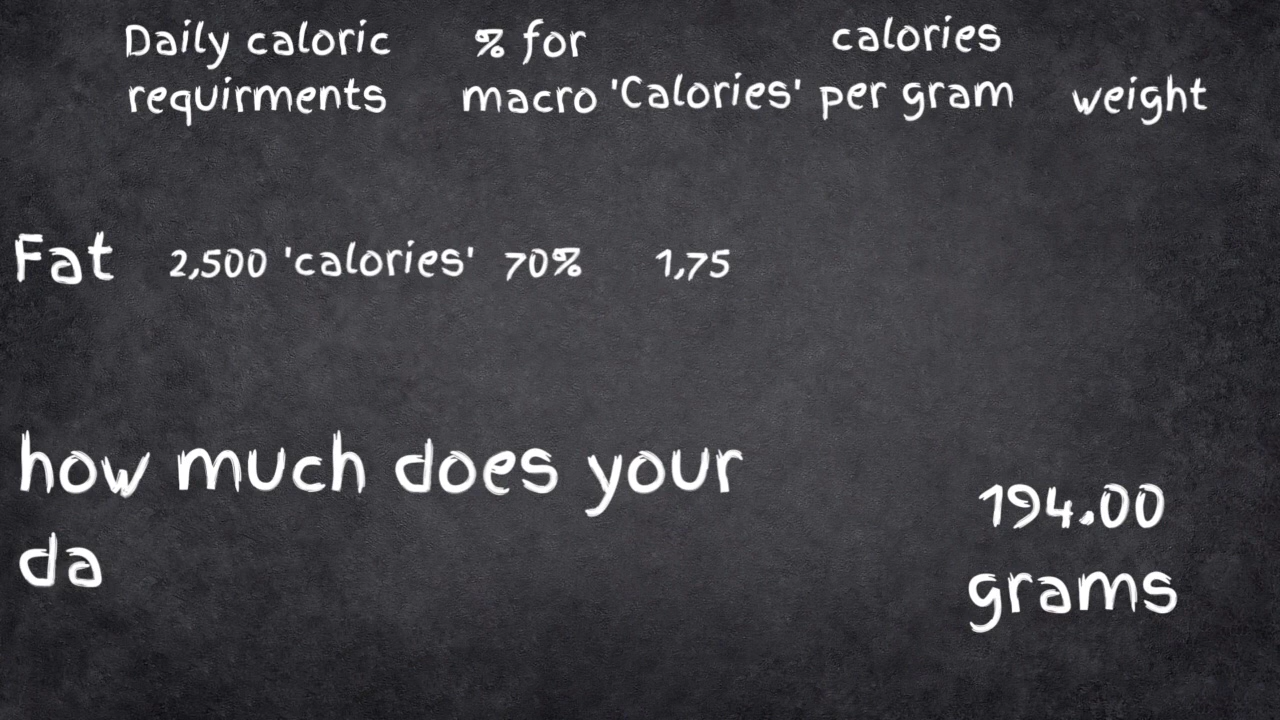 Daily caloric
requirments
% for
macro
'Calories'
calories
per gram
weight
Fat 2,500 'calories' 70% 1,75
how much does your
da
194.00
grams